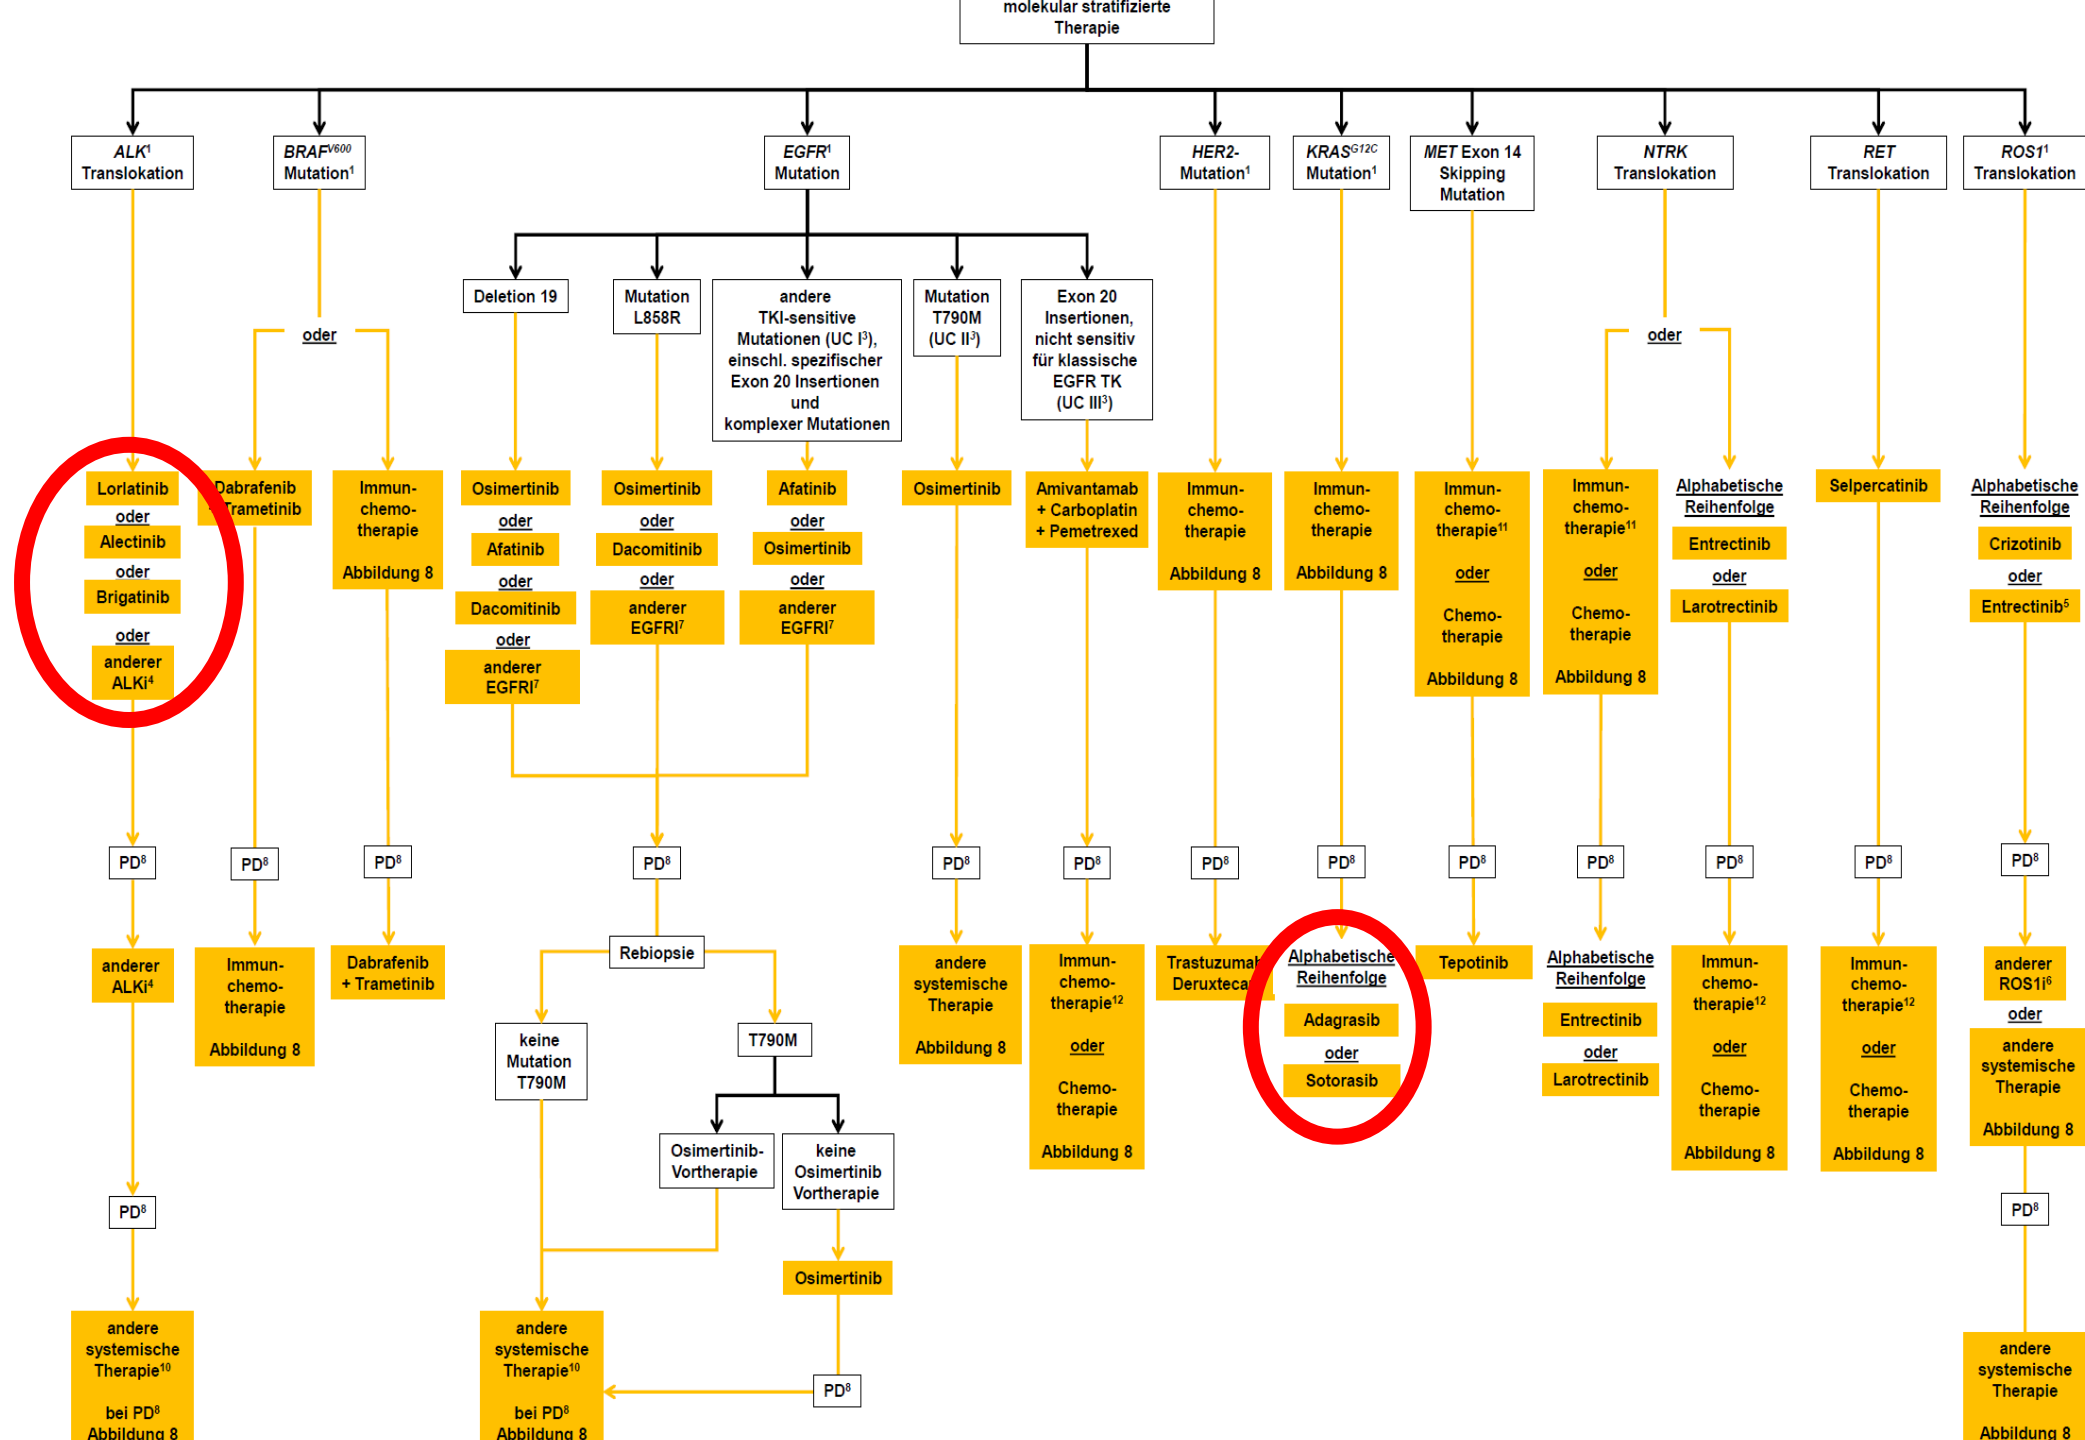 molekular stratifizierte
Therapie
ALK¹
Translokation
BRAFⱽ⁶⁰⁰
Mutation¹
EGFR¹
Mutation
HER2-
Mutation¹
KRASᴳ¹²ᶜ
Mutation¹
MET Exon 14
Skipping
Mutation
NTRK
Translokation
RET
Translokation
ROS1¹
Translokation
Deletion 19
Mutation
L858R
andere
TKI-sensitive
Mutationen (UC I³),
einschl. spezifischer
Exon 20 Insertionen
und
komplexer Mutationen
Mutation
T790M
(UC II³)
Exon 20
Insertionen,
nicht sensitiv
für klassische
EGFR TK
(UC III³)
oder
oder
Lorlatinib
oder
Alectinib
oder
Brigatinib
oder
anderer
ALKi⁴
Dabrafenib
+ Trametinib
Immun-
chemo-
therapie
Abbildung 8
Osimertinib
oder
Afatinib
oder
Dacomitinib
oder
anderer
EGFRI⁷
Osimertinib
oder
Dacomitinib
oder
anderer
EGFRI⁷
Afatinib
oder
Osimertinib
oder
anderer
EGFRI⁷
Osimertinib
Amivantamab
+ Carboplatin
+ Pemetrexed
Immun-
chemo-
therapie
Abbildung 8
Immun-
chemo-
therapie
Abbildung 8
Immun-
chemo-
therapie¹¹
oder
Chemo-
therapie
Abbildung 8
Immun-
chemo-
therapie¹¹
oder
Chemo-
therapie
Abbildung 8
Alphabetische
Reihenfolge
Entrectinib
oder
Larotrectinib
Selpercatinib
Alphabetische
Reihenfolge
Crizotinib
oder
Entrectinib⁵
PD⁸
PD⁸
PD⁸
PD⁸
PD⁸
PD⁸
PD⁸
PD⁸
PD⁸
PD⁸
PD⁸
PD⁸
PD⁸
anderer
ALKi⁴
Immun-
chemo-
therapie
Abbildung 8
Dabrafenib
+ Trametinib
Rebiopsie
keine
Mutation
T790M
T790M
Osimertinib-
Vortherapie
keine
Osimertinib
Vortherapie
Osimertinib
andere
systemische
Therapie
Abbildung 8
Immun-
chemo-
therapie¹²
oder
Chemo-
therapie
Abbildung 8
Trastuzumab
Alphabetische
Reihenfolge
Adagrasib
oder
Sotorasib
Tepotinib
Alphabetische
Reihenfolge
Entrectinib
oder
Larotrectinib
Immun-
chemo-
therapie¹²
oder
Chemo-
therapie
Abbildung 8
Immun-
chemo-
therapie¹²
oder
Chemo-
therapie
Abbildung 8
anderer
ROS1i⁶
oder
andere
systemische
Therapie
Abbildung 8
PD⁸
PD⁸
PD⁸
andere
systemische
Therapie¹⁰
bei PD⁸
Abbildung 8
andere
systemische
Therapie¹⁰
bei PD⁸
Abbildung 8
andere
systemische
Therapie
Abbildung 8